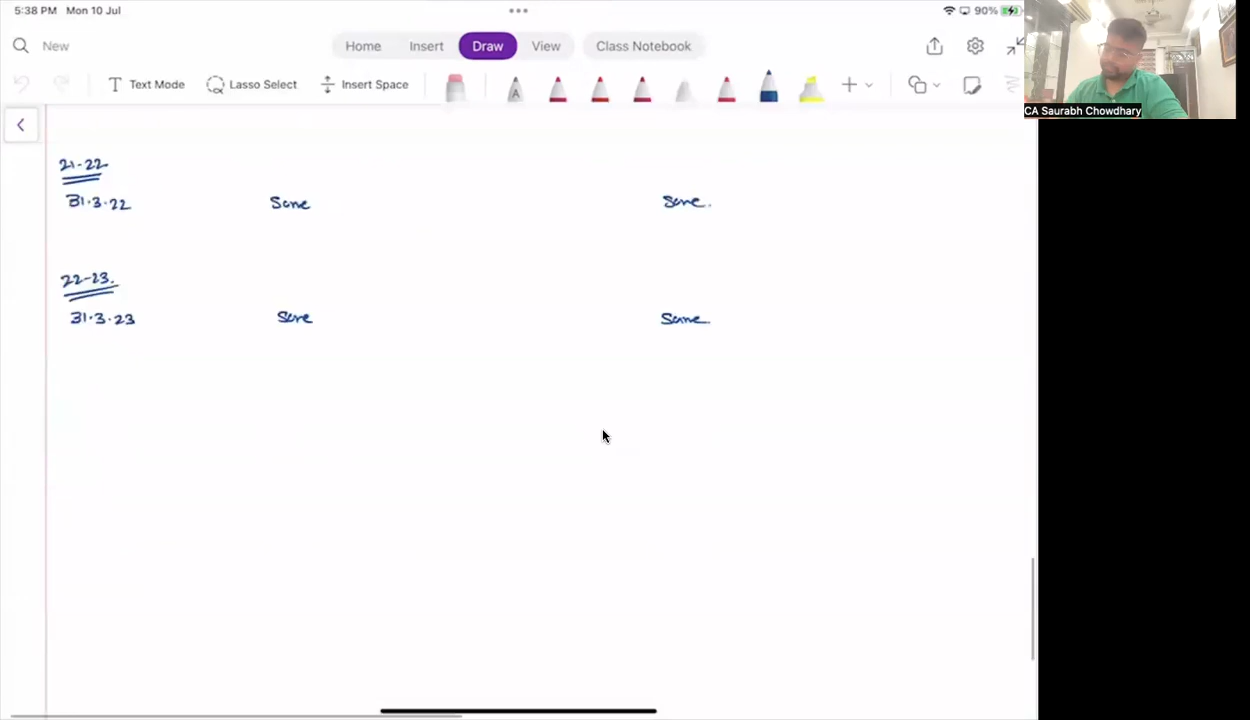 5:38 PM Mon 10 Jul
90%
New
Home Insert Draw View Class Notebook
Text Mode Lasso Select Insert Space
A
CA Saurabh Chowdhary
21-22
31.3.22 Same Same.
22-23.
31.3.23 Same Same.